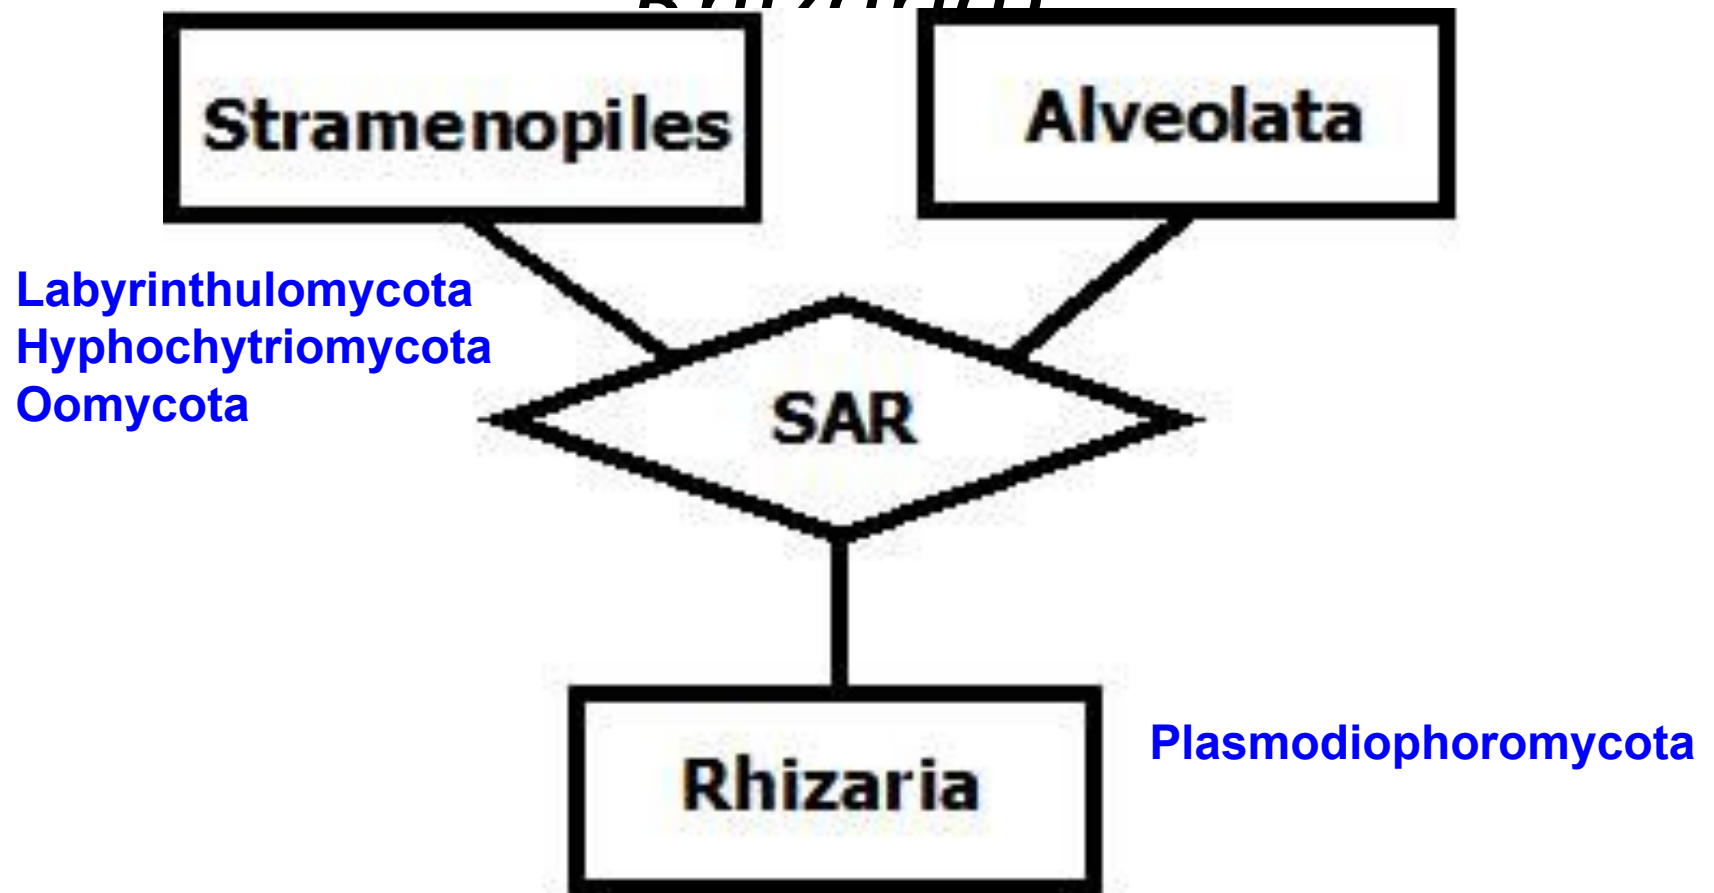 Stramenopiles
Alveolata
Labyrinthulomycota
Hyphochytriomycota
Oomycota
SAR
Rhizaria
Plasmodiophoromycota